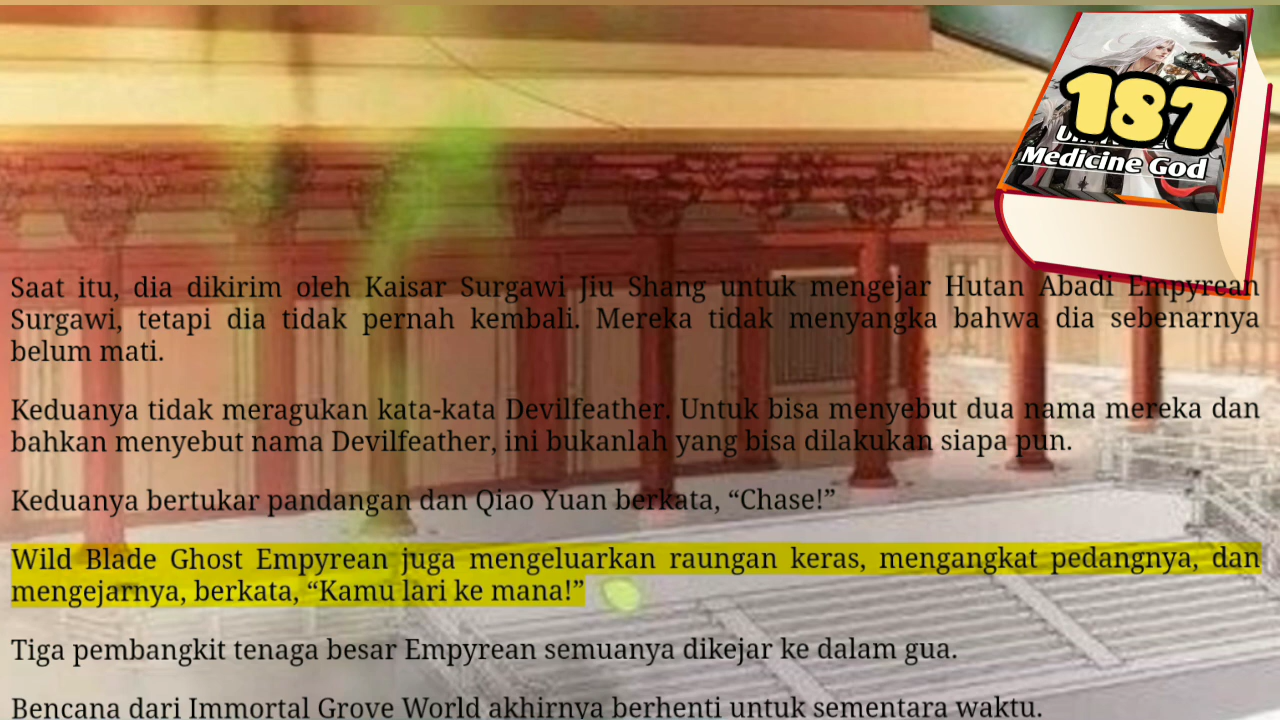 187
Medicine God
Saat itu, dia dikirim oleh Kaisar Surgawi Jiu Shang untuk mengejar Hutan Abadi Empyrean
Surgawi, tetapi dia tidak pernah kembali. Mereka tidak menyangka bahwa dia sebenarnya
belum mati.
Keduanya tidak meragukan kata-kata Devilfeather. Untuk bisa menyebut dua nama mereka dan
bahkan menyebut nama Devilfeather, ini bukanlah yang bisa dilakukan siapa pun.
Keduanya bertukar pandangan dan Qiao Yuan berkata, “Chase!”
Wild Blade Ghost Empyrean juga mengeluarkan raungan keras, mengangkat pedangnya, dan
mengejarnya, berkata, “Kamu lari ke mana!”
Tiga pembangkit tenaga besar Empyrean semuanya dikejar ke dalam gua.
Bencana dari Immortal Grove World akhirnya berhenti untuk sementara waktu.